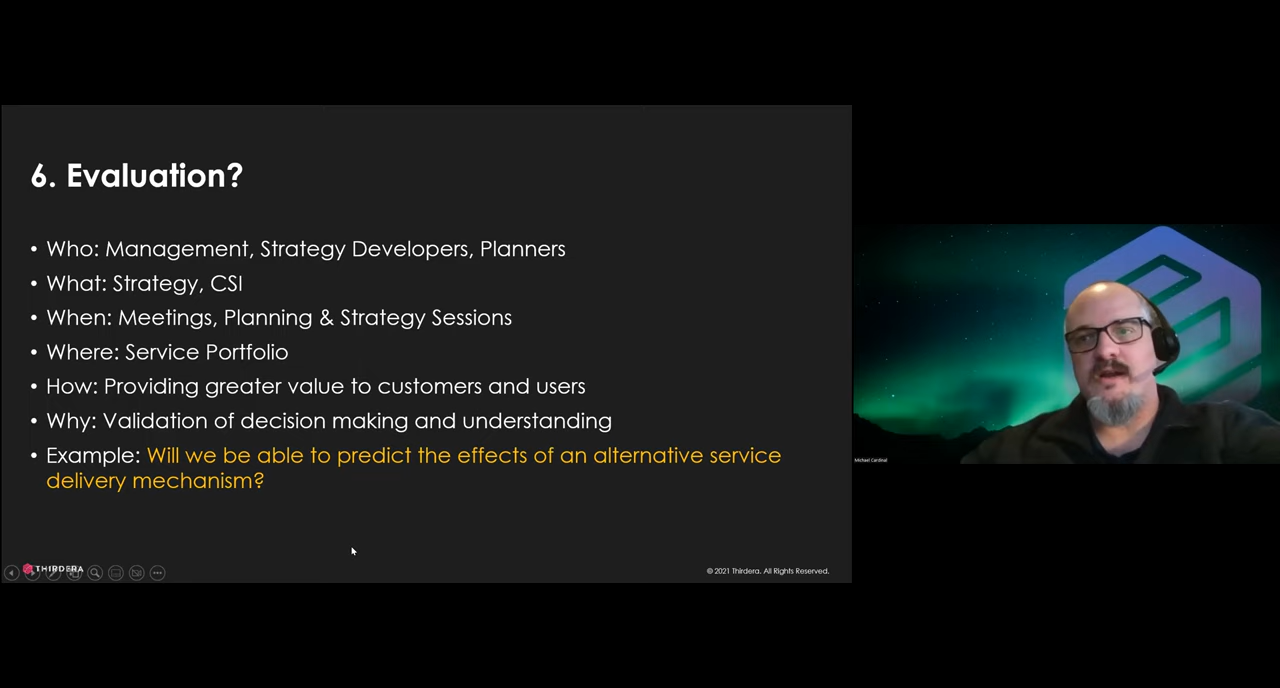 6. Evaluation?
• Who: Management, Strategy Developers, Planners
• What: Strategy, CSI
• When: Meetings, Planning & Strategy Sessions
• Where: Service Portfolio
• How: Providing greater value to customers and users
• Why: Validation of decision making and understanding
• Example: Will we be able to predict the effects of an alternative service
delivery mechanism?
THIRDERA
© 2021 Thirdera. All Rights Reserved.
Michael Cardinal